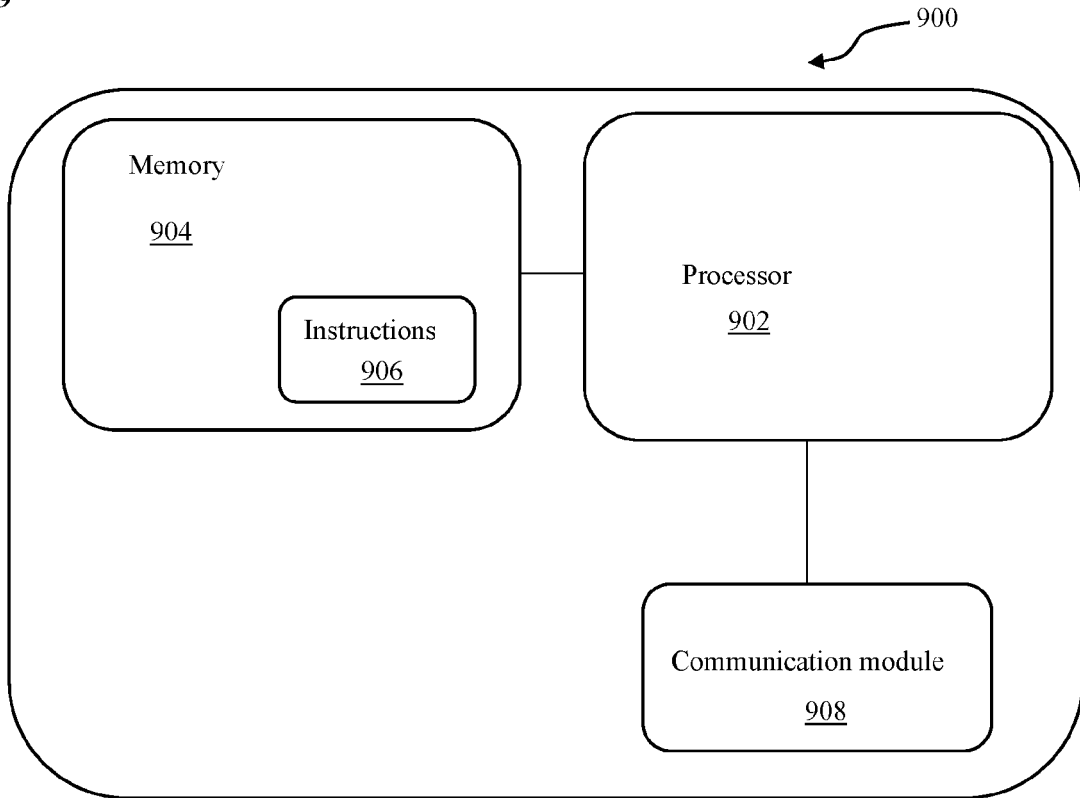 900
Memory
904
Instructions
906
Processor
902
Communication module
908